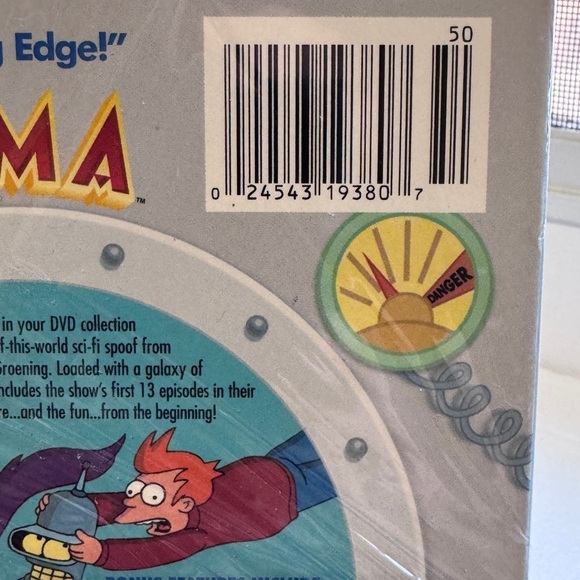 Edge!"
50
MA™
0 24543 19380 7
DANGER
in your DVD collection
f-this-world sci-fi spoof from
Groening. Loaded with a galaxy of
ncludes the show's first 13 episodes in their
re...and the fun...from the beginning!